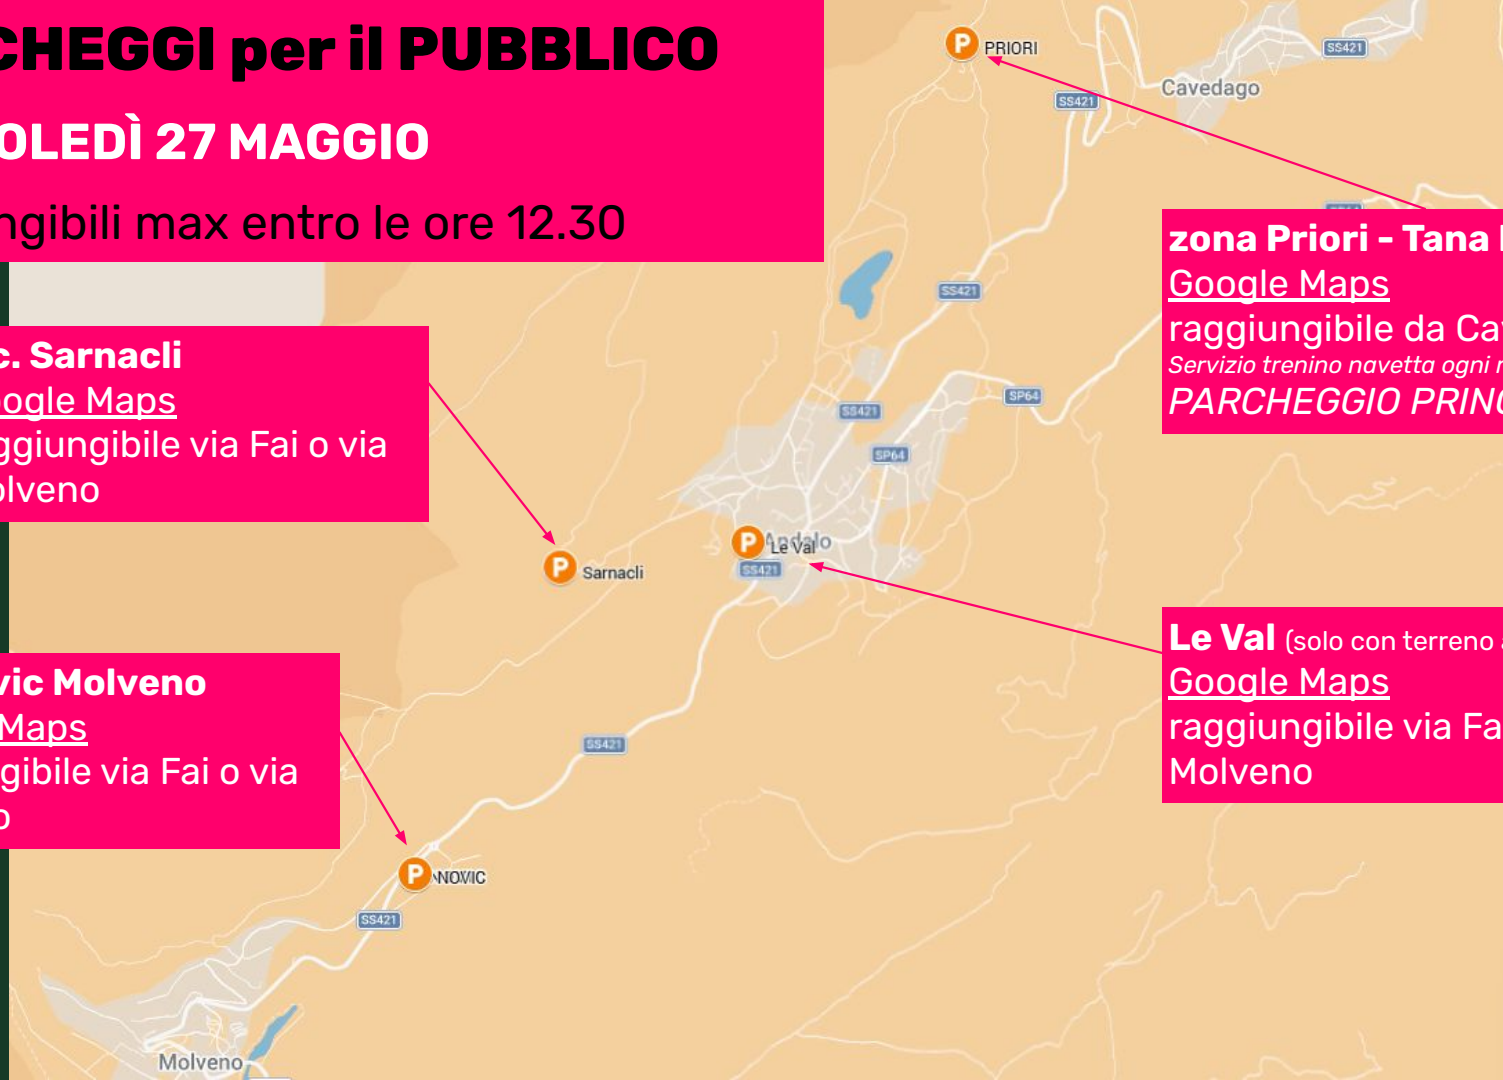 CHEGGI per il PUBBLICO
OLEDÌ 27 MAGGIO
ngibili max entro le ore 12.30
PRIORI
SS421
SS421
Cavedago
zona Priori - Tana
Google Maps
raggiungibile da Ca
Servizio trenino navetta ogni
PARCHEGGIO PRINC
SS421
c. Sarnacli
oogle Maps
ggiungibile via Fai o via
olveno
SP64
SS421
SP64
Andalo
Le Val
SS421
Sarnacli
Le Val (solo con terreno
Google Maps
raggiungibile via Fa
Molveno
vic Molveno
Maps
gibile via Fai o via
o
SS421
NOVIC
SS421
Molveno